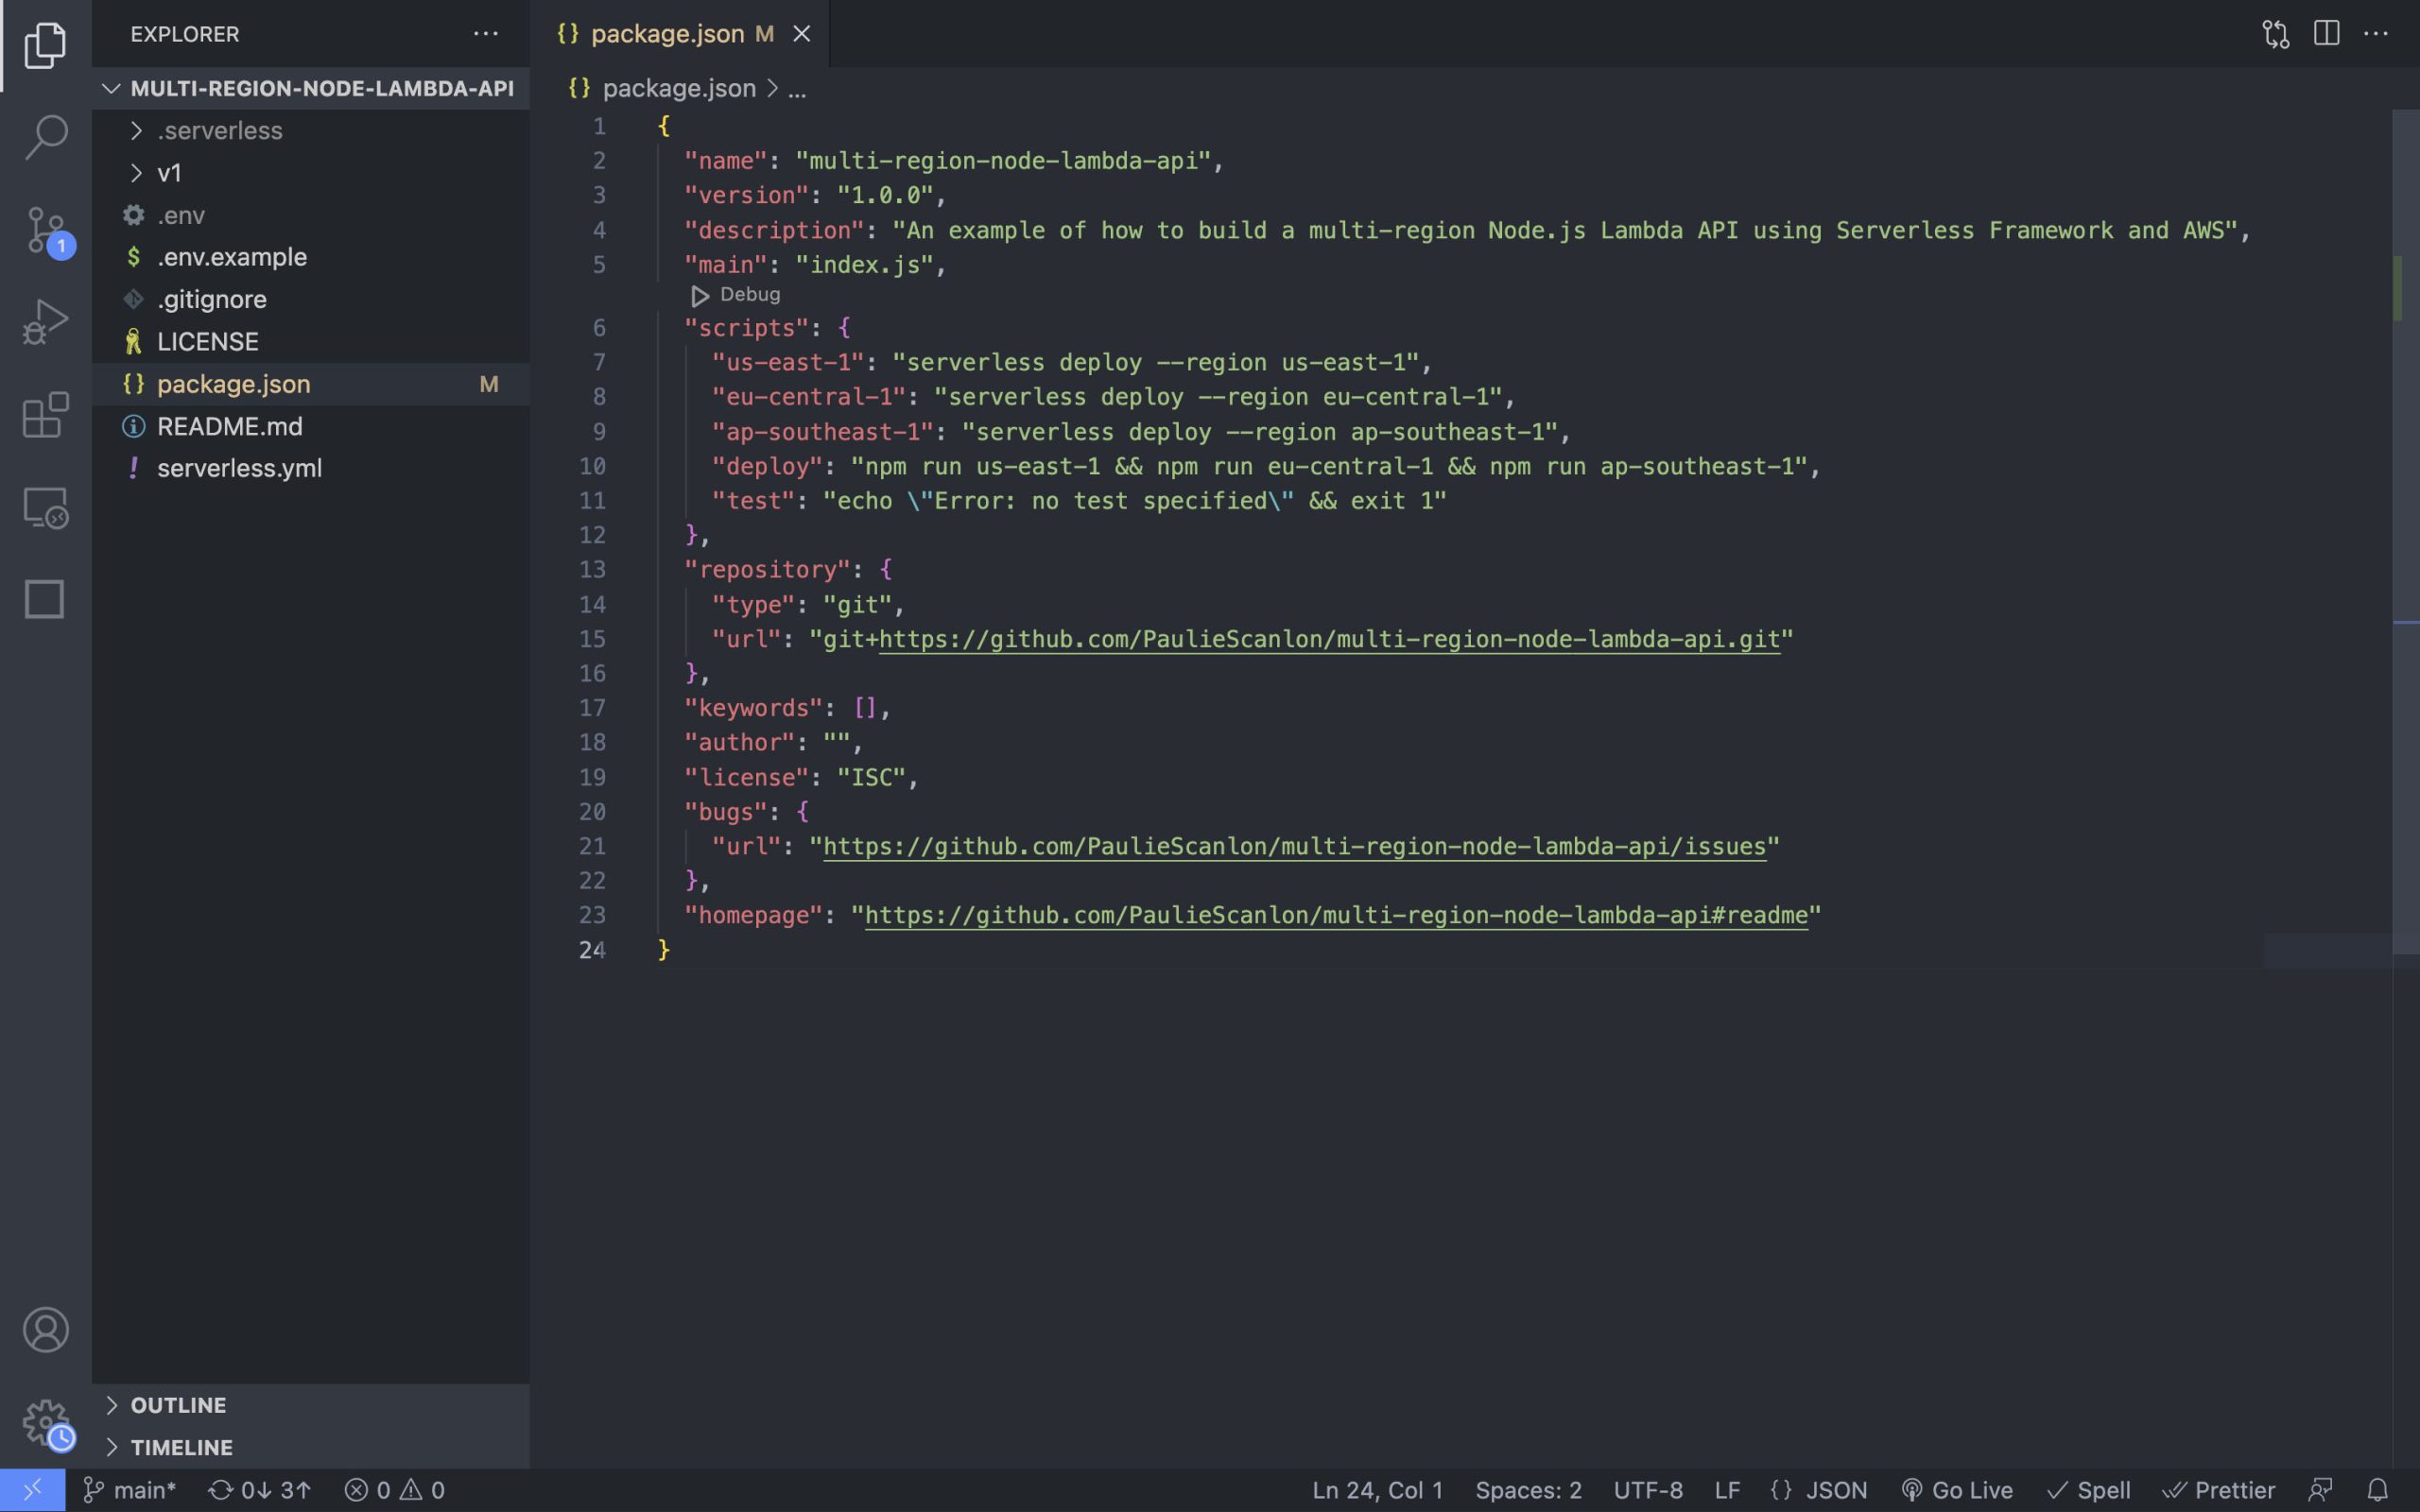 EXPLORER
MULTI-REGION-NODE-LAMBDA-API
.serverless
v1
.env
.env.example
.gitignore
LICENSE
package.json M
README.md
serverless.yml
OUTLINE
TIMELINE
1
{} package.json M
{} package.json > ...
1 {
2 "name": "multi-region-node-lambda-api",
3 "version": "1.0.0",
4 "description": "An example of how to build a multi-region Node.js Lambda API using Serverless Framework and AWS",
5 "main": "index.js",
Debug
6 "scripts": {
7 "us-east-1": "serverless deploy --region us-east-1",
8 "eu-central-1": "serverless deploy --region eu-central-1",
9 "ap-southeast-1": "serverless deploy --region ap-southeast-1",
10 "deploy": "npm run us-east-1 && npm run eu-central-1 && npm run ap-southeast-1",
11 "test": "echo \"Error: no test specified\" && exit 1"
12 },
13 "repository": {
14 "type": "git",
15 "url": "git+https://github.com/PaulieScanlon/multi-region-node-lambda-api.git"
16 },
17 "keywords": [],
18 "author": "",
19 "license": "ISC",
20 "bugs": {
21 "url": "https://github.com/PaulieScanlon/multi-region-node-lambda-api/issues"
22 },
23 "homepage": "https://github.com/PaulieScanlon/multi-region-node-lambda-api#readme"
24 }
main* 0↓ 3↑ 0 0 Ln 24, Col 1 Spaces: 2 UTF-8 LF {} JSON Go Live Spell Prettier